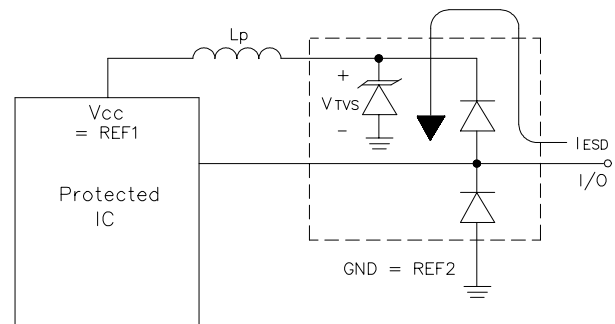 Lp
+
VTVS
-
Vcc
= REF1
Protected
IC
IESD
I/O
GND = REF2